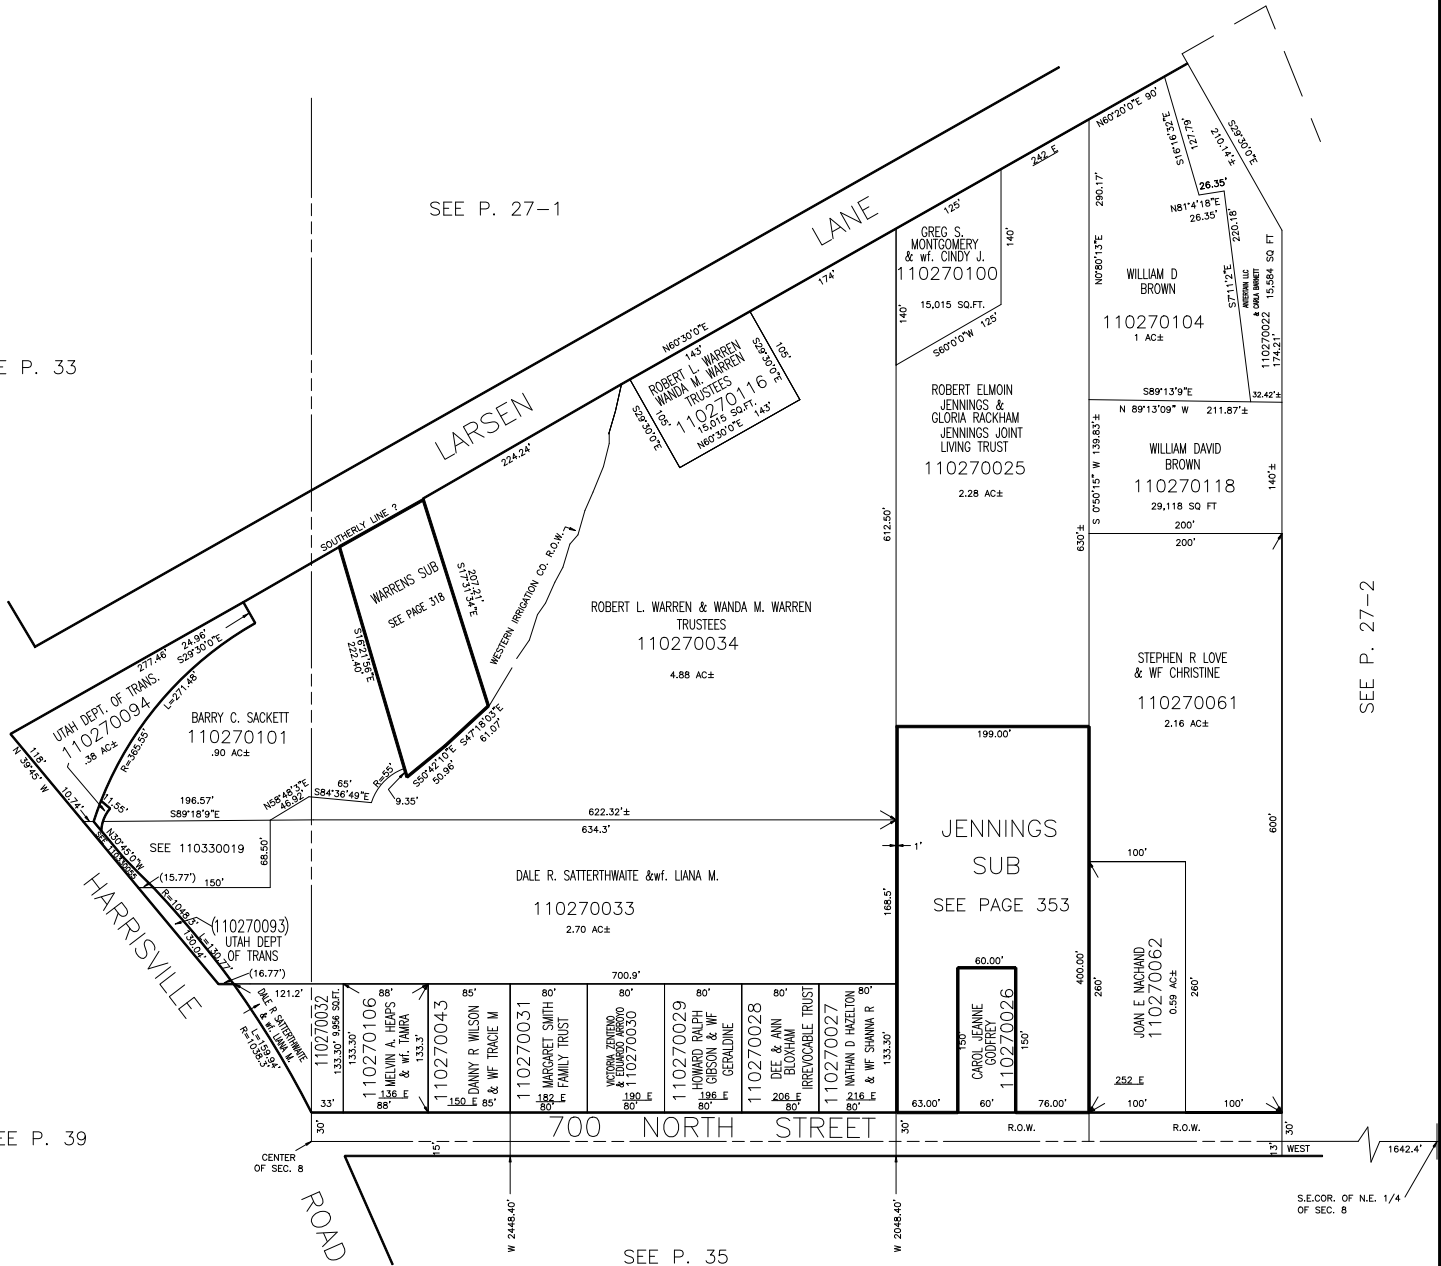 SEE P. 27-1
E P. 33
LARSEN
LANE
HARRISVILLE
ROAD
700 NORTH STREET
SEE P. 27-2
SEE P. 35
EE P. 39
N60°20'0"E 90'
242 E
S16°16'32"E
127.79'
S29°30'0"E
210.14'±
26.35'
N81°4'18"E
26.35'
220.18'
S7°11'2"E
290.17'
N0°80'13"E
WILLIAM D
BROWN
110270104
1 AC±
& CARLA BARNETT
110270022 15,584 SQ FT
174.21'
S89°13'9"E
32.42'±
N 89°13'09" W 211.87'±
S 0°50'15" W 139.83'±
WILLIAM DAVID
BROWN
110270118
29,118 SQ FT
140'±
200'
200'
125'
GREG S.
MONTGOMERY
& wf. CINDY J.
110270100
15,015 SQ.FT.
140'
140'
S60°0'0"W 125'
174'
N60°30'0"E
143'
ROBERT L. WARREN
WANDA M. WARREN
TRUSTEES
110270116
15,015 SQ.FT.
N60°30'0"E 143'
S29°30'0"E
105'
S29°30'0"E
105'
ROBERT ELMOIN
JENNINGS &
GLORIA RACKHAM
JENNINGS JOINT
LIVING TRUST
110270025
2.28 AC±
612.50'
630'±
224.24'
SOUTHERLY LINE ?
WARRENS SUB
SEE PAGE 318
207.21'
S17°31'34"E
S16°21'56"E
222.40'
WESTERN IRRIGATION CO. R.O.W.
ROBERT L. WARREN & WANDA M. WARREN
TRUSTEES
110270034
4.88 AC±
S47°18'03"E
61.07'
S50°42'10"E
50.96'
R=55'
9.35'
STEPHEN R LOVE
& WF CHRISTINE
110270061
2.16 AC±
600'
277.46'
24.96'
S29°30'0"E
UTAH DEPT. OF TRANS.
110270094
.38 AC±
L=271.48'
R=365.55'
118'
N 39°45' W
10.74'
11.55'
BARRY C. SACKETT
110270101
.90 AC±
196.57'
S89°18'9"E
N58°48'3"E
46.92'
65'
S84°36'49"E
622.32'±
634.3'
SEE 110330019
68.50'
150'
N30°45'0"W
SEE 110330055
(15.77')
R=1048.3'
L=130.77'
130.04'
(110270093)
UTAH DEPT
OF TRANS
(16.77')
DALE R. SATTERTHWAITE &wf. LIANA M.
110270033
2.70 AC±
168.5'
1'
199.00'
JENNINGS
SUB
SEE PAGE 353
60.00'
400.00'
CAROL JEANNE
GODFREY
110270026
150'
150'
63.00'
60'
76.00'
100'
JOAN E NACHAND
110270062
0.59 AC±
260'
260'
252 E
100'
100'
121.2'
700.9'
DALE R SATTERTHWAITE
& wf. LIANA M.
L=159.94'
R=1038.3'
110270032
133.30' 9,956 SQ.FT.
33'
88'
133.30'
110270106
MELVIN A. HEAPS
& wf. TAMRA
133.3'
136 E
88'
85'
110270043
DANNY R WILSON
& WF TRACIE M
150 E 85'
80'
110270031
MARGARET SMITH
FAMILY TRUST
182 E
80'
80'
VICTORIA ZENTENO
& EDUARDO ARROYO
110270030
190 E
80'
80'
110270029
HOWARD RALPH
GIBSON & WF
GERALDINE
196 E
80'
80'
110270028
DEE & ANN
BLOXHAM
IRREVOCABLE TRUST
206 E
80'
80'
110270027
NATHAN D HAZELTON
& WF SHANNA R
133.30'
216 E
80'
30'
15'
30'
R.O.W.
R.O.W.
30'
13'
WEST
1642.4'
CENTER
OF SEC. 8
W 2448.40'
W 2048.40'
S.E.COR. OF N.E. 1/4
OF SEC. 8